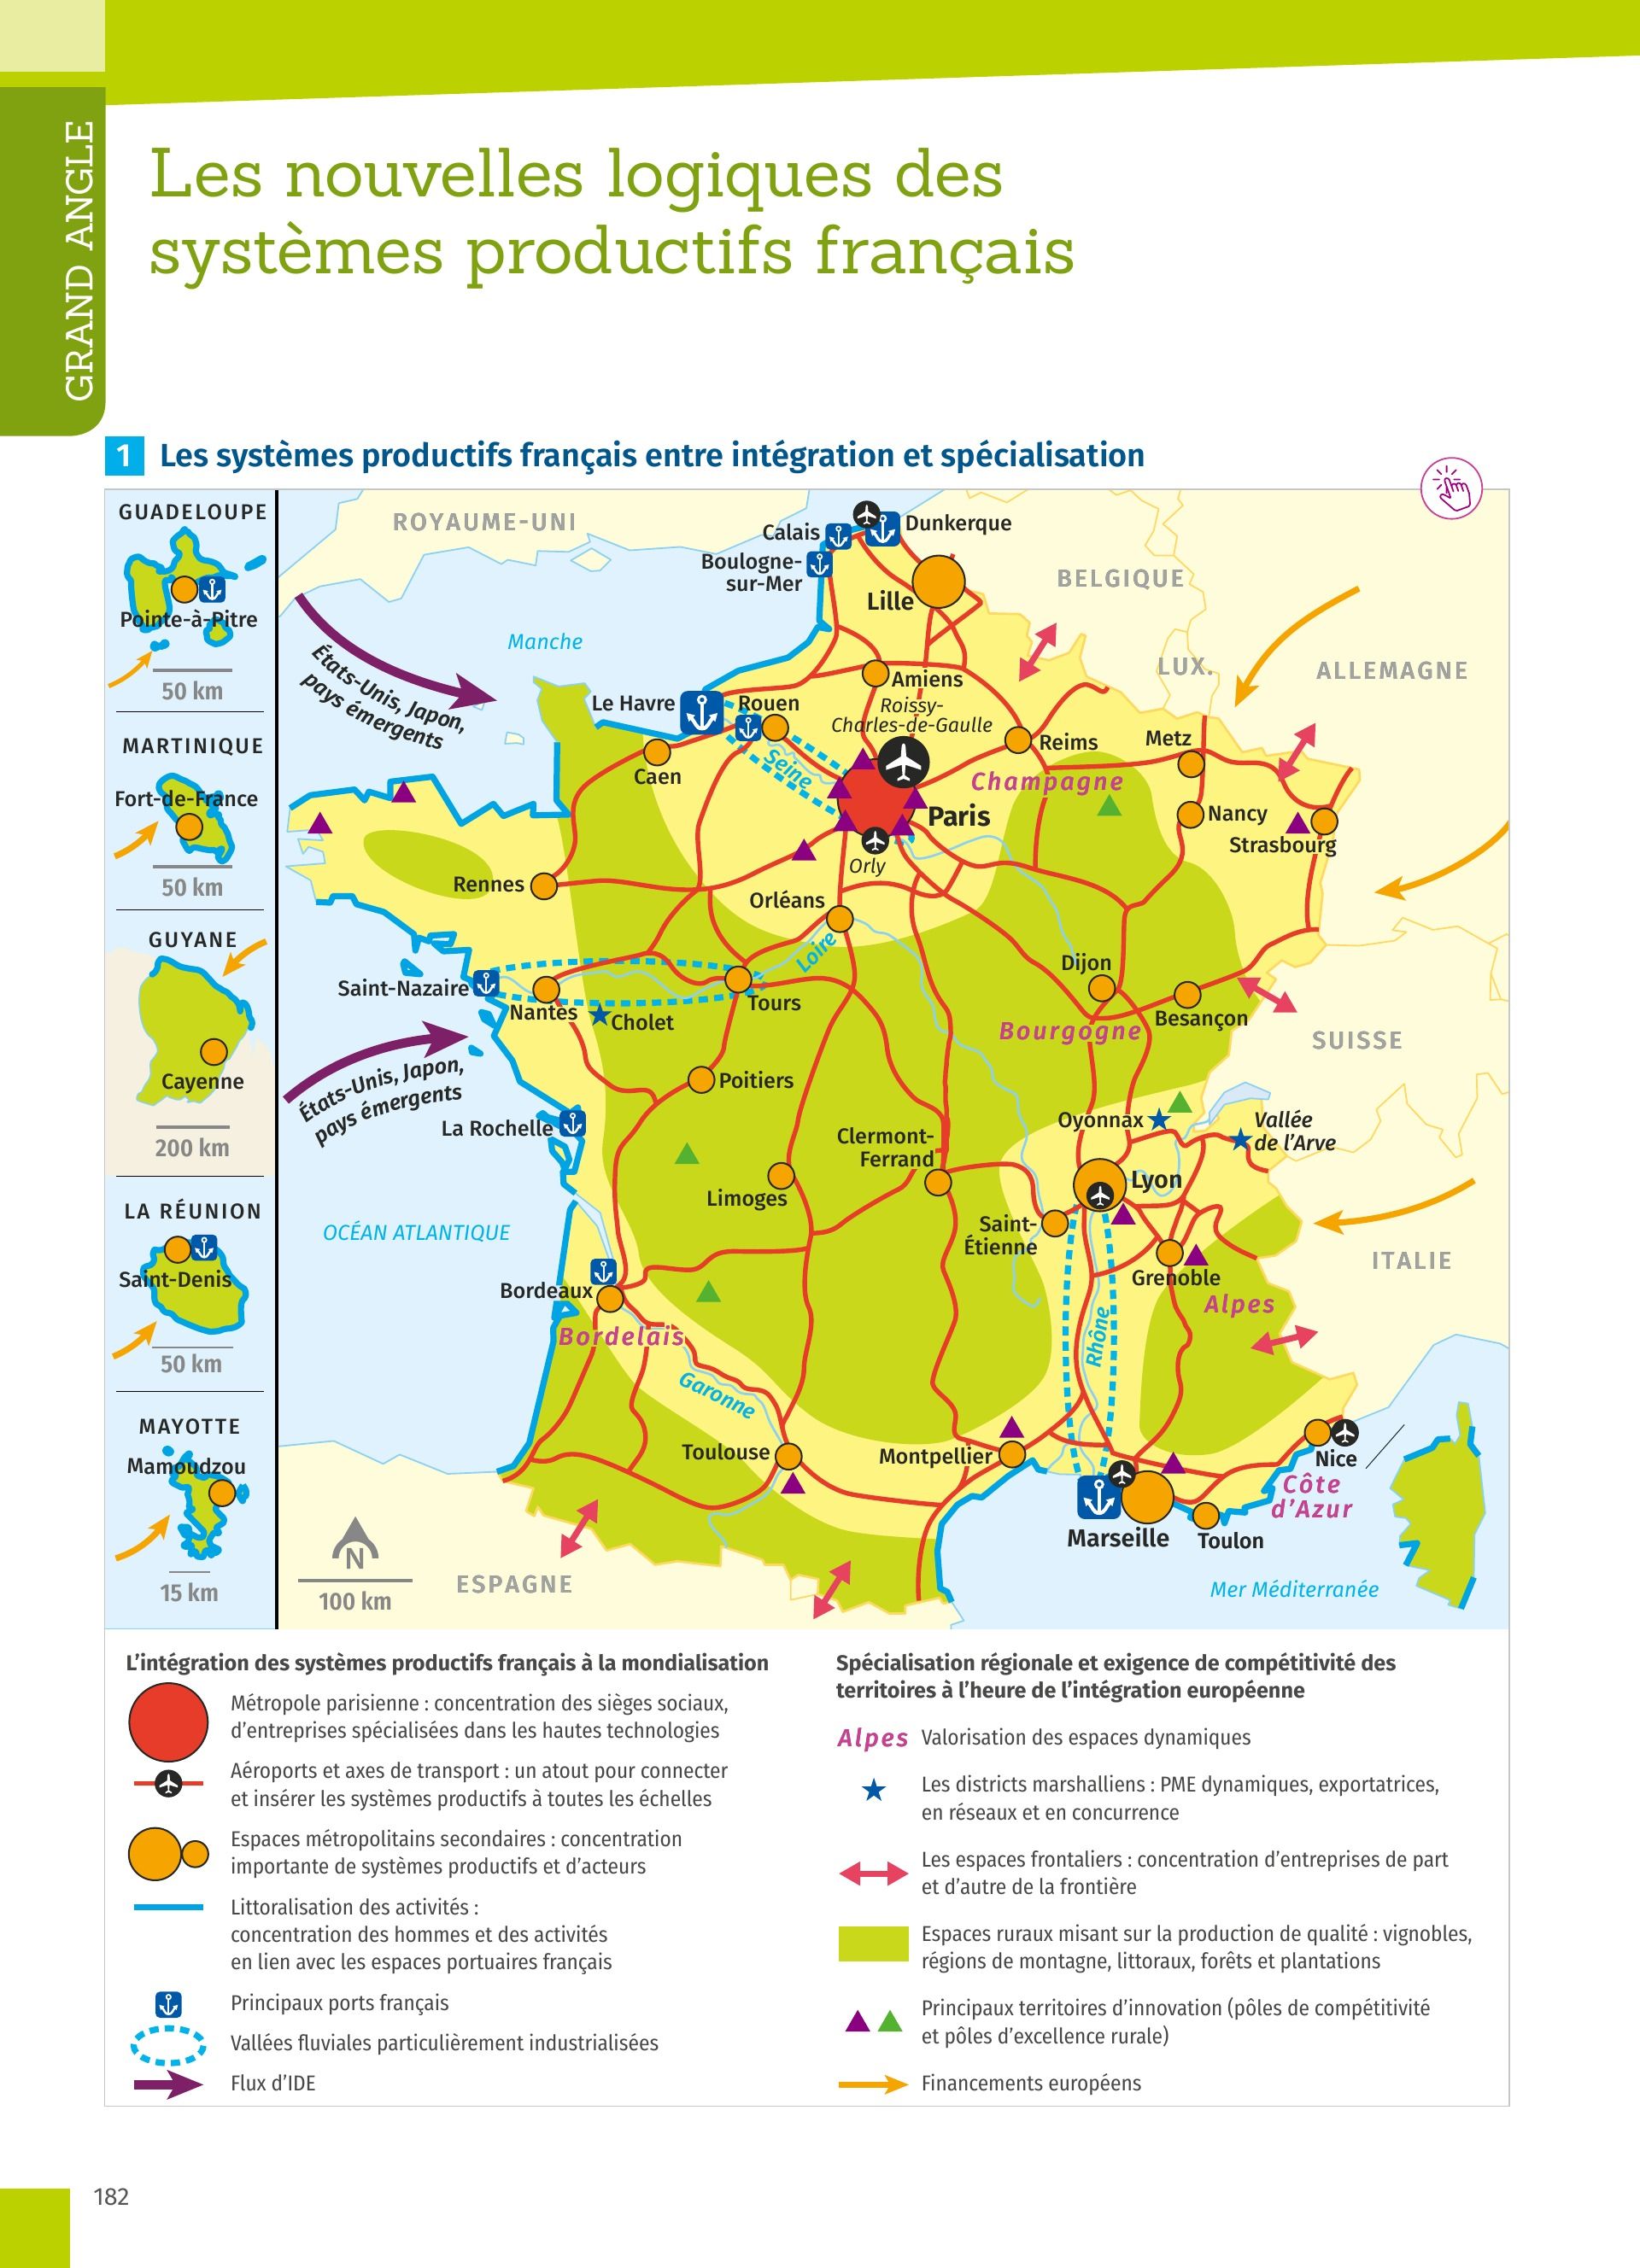 GRAND ANGLE
Les nouvelles logiques des
systèmes productifs français
1 Les systèmes productifs français entre intégration et spécialisation
GUADELOUPE
Pointe-à-Pitre
50 km
MARTINIQUE
Fort-de-France
50 km
GUYANE
Cayenne
200 km
LA RÉUNION
Saint-Denis
50 km
MAYOTTE
Mamoudzou
15 km
ROYAUME-UNI
Calais
Dunkerque
Boulogne-
sur-Mer
BELGIQUE
Lille
Manche
États-Unis, Japon,
pays émergents
LUX.
ALLEMAGNE
Amiens
Le Havre
Rouen
Roissy-
Charles-de-Gaulle
Reims
Metz
Caen
Seine
Champagne
Paris
Nancy
Strasbourg
Orly
Rennes
Orléans
Loire
Dijon
Saint-Nazaire
Nantes
Cholet
Tours
Bourgogne
Besançon
SUISSE
États-Unis, Japon,
pays émergents
Poitiers
La Rochelle
Oyonnax
Vallée
de l'Arve
Clermont-
Ferrand
Lyon
Limoges
OCÉAN ATLANTIQUE
Saint-
Étienne
ITALIE
Grenoble
Bordeaux
Alpes
Bordelais
Rhône
Garonne
Toulouse
Montpellier
Nice
Côte
d'Azur
Marseille
Toulon
N
100 km
ESPAGNE
Mer Méditerranée
L'intégration des systèmes productifs français à la mondialisation
Métropole parisienne : concentration des sièges sociaux,
d'entreprises spécialisées dans les hautes technologies
Aéroports et axes de transport : un atout pour connecter
et insérer les systèmes productifs à toutes les échelles
Espaces métropolitains secondaires : concentration
importante de systèmes productifs et d'acteurs
Littoralisation des activités :
concentration des hommes et des activités
en lien avec les espaces portuaires français
Principaux ports français
Vallées fluviales particulièrement industrialisées
Flux d'IDE
Spécialisation régionale et exigence de compétitivité des
territoires à l'heure de l'intégration européenne
Alpes Valorisation des espaces dynamiques
Les districts marshalliens : PME dynamiques, exportatrices,
en réseaux et en concurrence
Les espaces frontaliers : concentration d'entreprises de part
et d'autre de la frontière
Espaces ruraux misant sur la production de qualité : vignobles,
régions de montagne, littoraux, forêts et plantations
Principaux territoires d'innovation (pôles de compétitivité
et pôles d'excellence rurale)
Financements européens
182